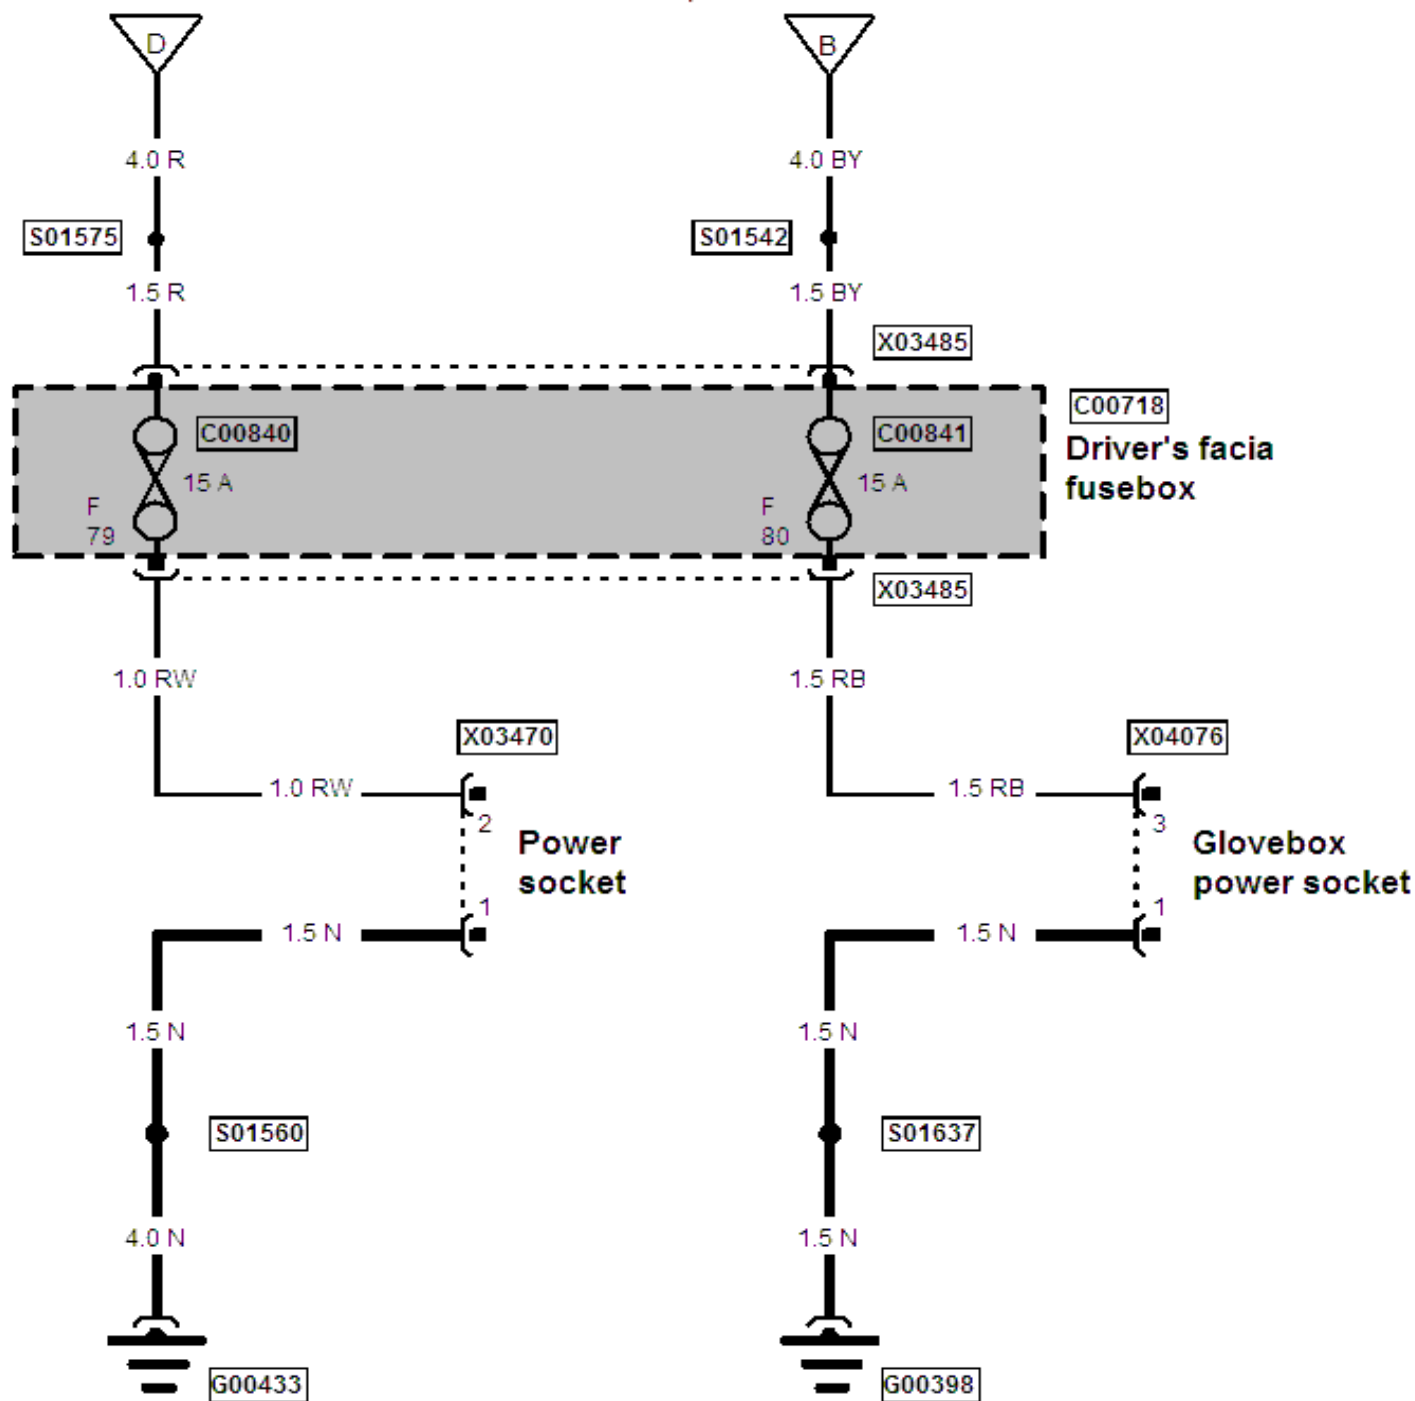 D
B
4.0 R
4.0 BY
S01575
S01542
1.5 R
1.5 BY
X03485
C00718
Driver's facia
fusebox
C00840
C00841
15 A
15 A
F
79
F
80
X03485
1.0 RW
1.5 RB
X03470
X04076
1.0 RW
1.5 RB
2
3
Power
socket
Glovebox
power socket
1
1
1.5 N
1.5 N
1.5 N
1.5 N
S01560
S01637
4.0 N
1.5 N
G00433
G00398